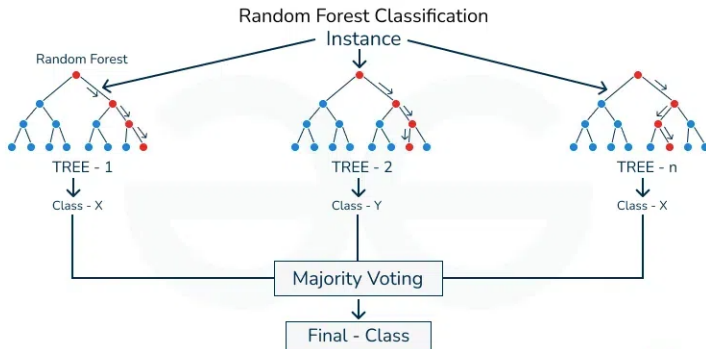 Random Forest Classification
Instance
Random Forest
TREE - 1
TREE - 2
TREE - n
Class - X
Class - Y
Class - X
Majority Voting
Final - Class